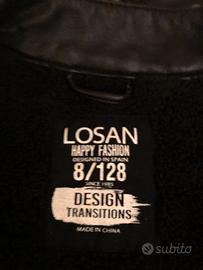 LOSAN
HAPPY FASHION
DESIGNED IN SPAIN
8/128
SINCE 1985
DESIGN
TRANSITIONS
MADE IN CHINA
subito